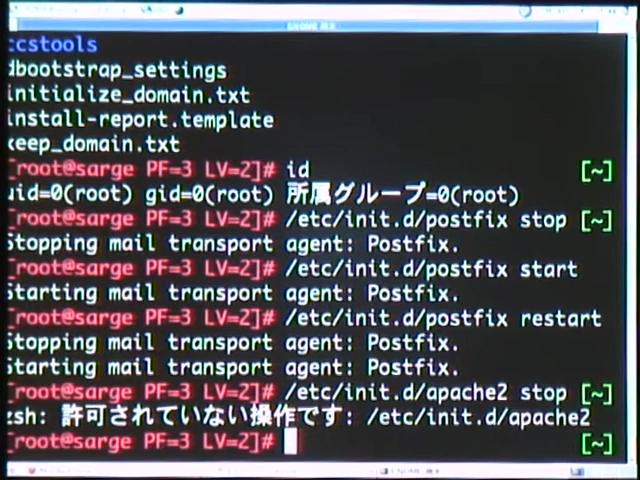 ccstools
dbootstrap_settings
initialize_domain.txt
install-report.template
keep_domain.txt
[root@sarge PF=3 LV=2]# id [~]
uid=0(root) gid=0(root) 所属グループ=0(root)
[root@sarge PF=3 LV=2]# /etc/init.d/postfix stop [~]
Stopping mail transport agent: Postfix.
[root@sarge PF=3 LV=2]# /etc/init.d/postfix start
Starting mail transport agent: Postfix.
[root@sarge PF=3 LV=2]# /etc/init.d/postfix restart
Stopping mail transport agent: Postfix.
Starting mail transport agent: Postfix.
[root@sarge PF=3 LV=2]# /etc/init.d/apache2 stop [~]
zsh: 許可されていない操作です: /etc/init.d/apache2
[root@sarge PF=3 LV=2]# [~]